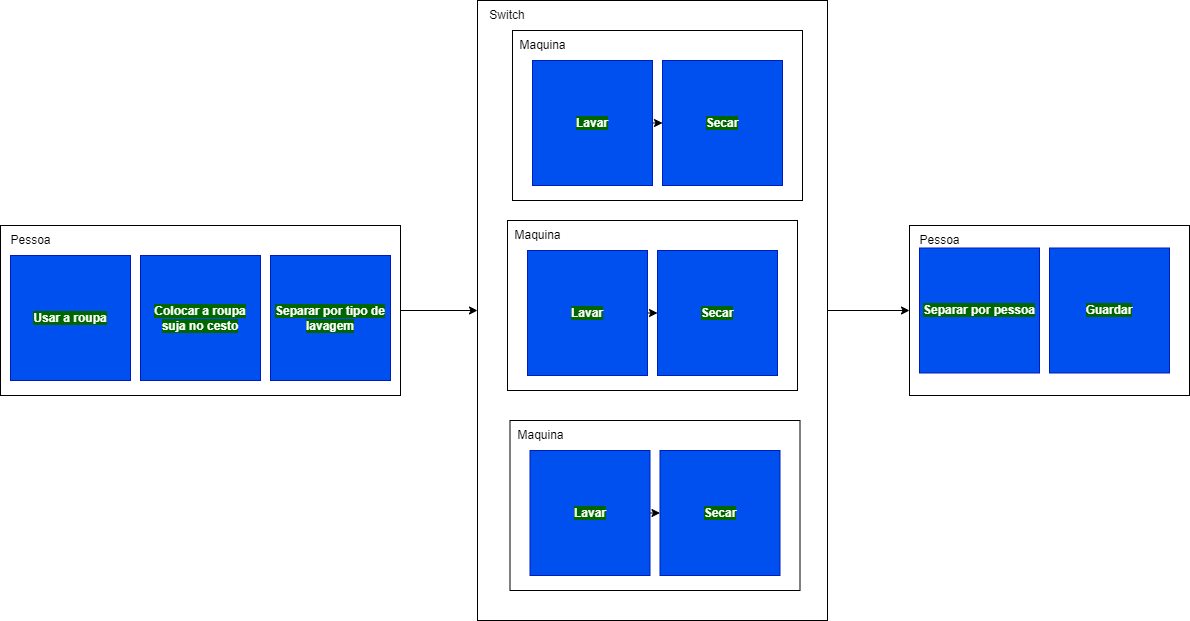 Switch
Maquina
Lavar
Secar
Maquina
Lavar
Secar
Maquina
Lavar
Secar
Pessoa
Usar a roupa
Colocar a roupa
suja no cesto
Separar por tipo de
lavagem
Pessoa
Separar por pessoa
Guardar